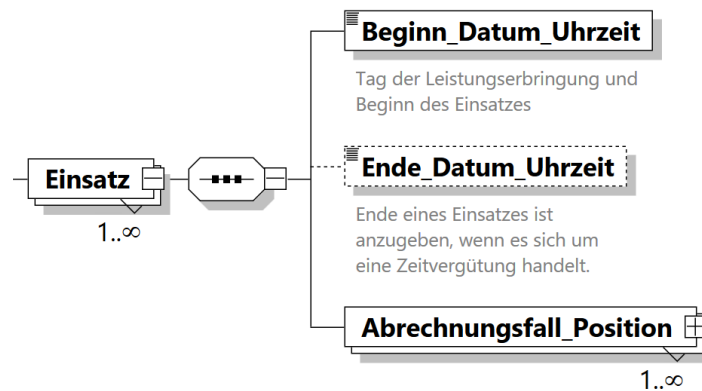 Beginn_Datum_Uhrzeit
Tag der Leistungserbringung und
Beginn des Einsatzes
Einsatz
1..∞
Ende_Datum_Uhrzeit
Ende eines Einsatzes ist
anzugeben, wenn es sich um
eine Zeitvergütung handelt.
Abrechnungsfall_Position
1..∞